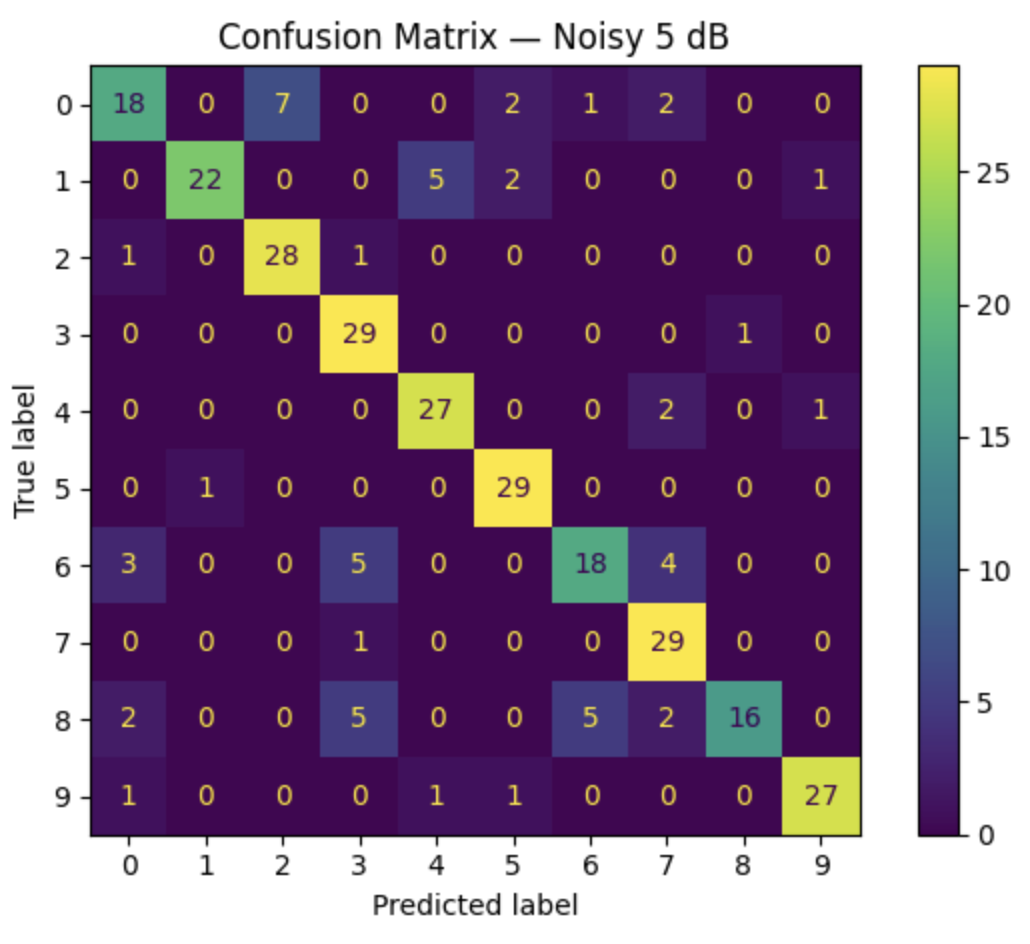 Confusion Matrix — Noisy 5 dB
0 18 0 7 0 0 2 1 2 0 0
1 0 22 0 0 5 2 0 0 0 1
25
2 1 0 28 1 0 0 0 0 0 0
20
3 0 0 0 29 0 0 0 0 1 0
True label
4 0 0 0 0 27 0 0 2 0 1
15
5 0 1 0 0 0 29 0 0 0 0
6 3 0 0 5 0 0 18 4 0 0
10
7 0 0 0 1 0 0 0 29 0 0
5
8 2 0 0 5 0 0 5 2 16 0
9 1 0 0 0 1 1 0 0 0 27
0
0 1 2 3 4 5 6 7 8 9
Predicted label